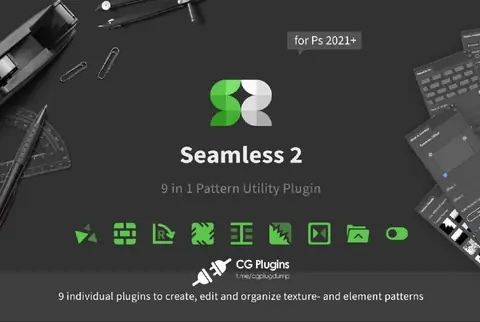 for Ps 2021+
Seamless 2
9 in 1 Pattern Utility Plugin
CG Plugins
t.me/cgplugdump
9 individual plugins to create, edit and organize texture- and element patterns